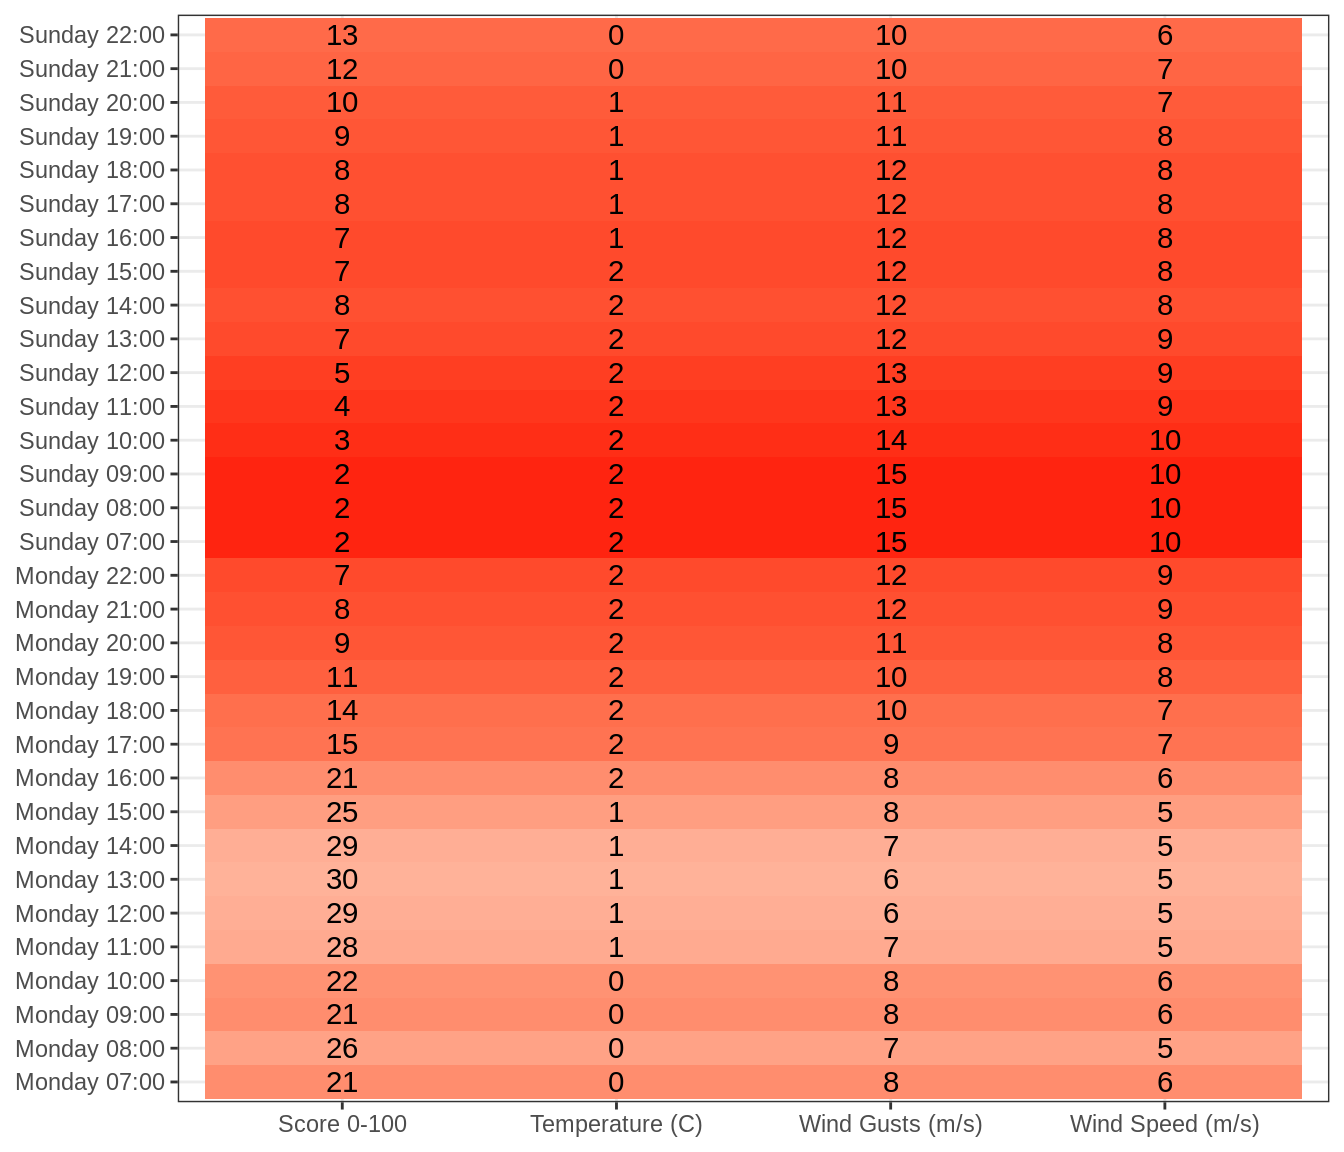 Sunday 22:00 13 0 10 6
Sunday 21:00 12 0 10 7
Sunday 20:00 10 1 11 7
Sunday 19:00 9 1 11 8
Sunday 18:00 8 1 12 8
Sunday 17:00 8 1 12 8
Sunday 16:00 7 1 12 8
Sunday 15:00 7 2 12 8
Sunday 14:00 8 2 12 8
Sunday 13:00 7 2 12 9
Sunday 12:00 5 2 13 9
Sunday 11:00 4 2 13 9
Sunday 10:00 3 2 14 10
Sunday 09:00 2 2 15 10
Sunday 08:00 2 2 15 10
Sunday 07:00 2 2 15 10
Monday 22:00 7 2 12 9
Monday 21:00 8 2 12 9
Monday 20:00 9 2 11 8
Monday 19:00 11 2 10 8
Monday 18:00 14 2 10 7
Monday 17:00 15 2 9 7
Monday 16:00 21 2 8 6
Monday 15:00 25 1 8 5
Monday 14:00 29 1 7 5
Monday 13:00 30 1 6 5
Monday 12:00 29 1 6 5
Monday 11:00 28 1 7 5
Monday 10:00 22 0 8 6
Monday 09:00 21 0 8 6
Monday 08:00 26 0 7 5
Monday 07:00 21 0 8 6
Score 0-100 Temperature (C) Wind Gusts (m/s) Wind Speed (m/s)